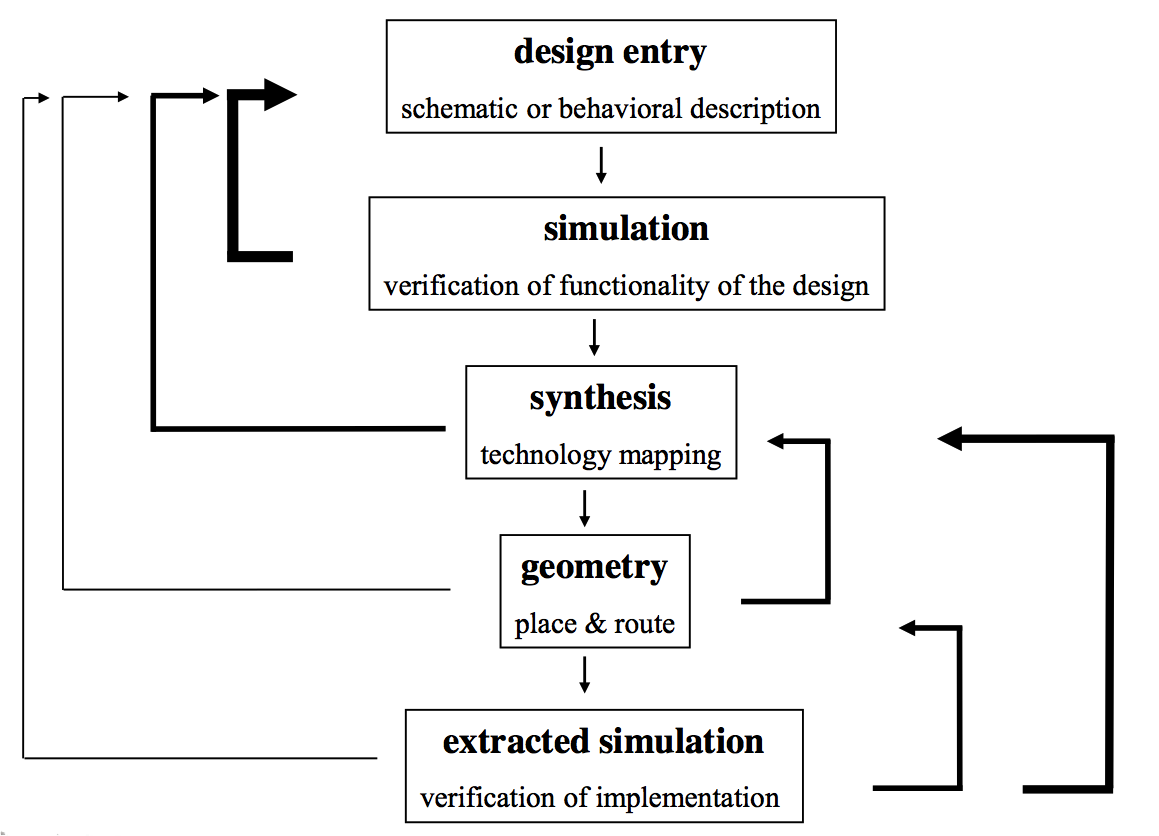 design entry
schematic or behavioral description
simulation
verification of functionality of the design
synthesis
technology mapping
geometry
place & route
extracted simulation
verification of implementation